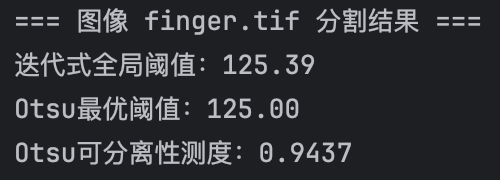 === 图像 finger.tif 分割结果 ===
迭代式全局阈值：125.39
Otsu最优阈值：125.00
Otsu可分离性测度：0.9437